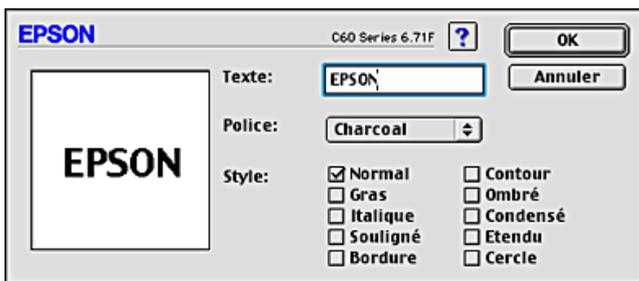 EPSON C60 Series 6.71F ? OK
Texte: EPSON Annuler
Police: Charcoal
EPSON
Style: Normal Contour
Gras Ombré
Italique Condensé
Souligné Etendu
Bordure Cercle